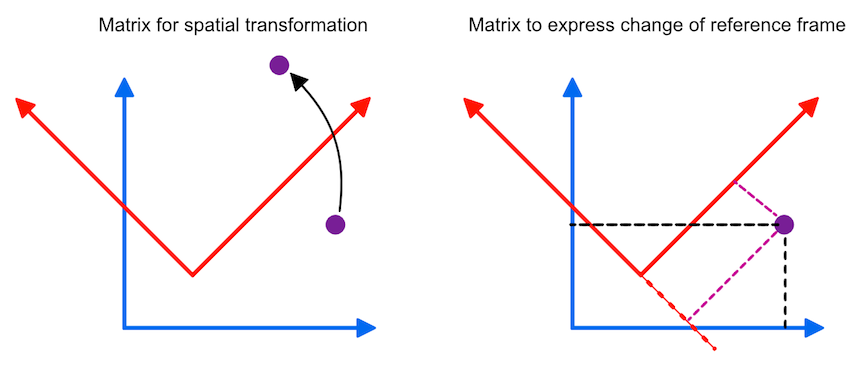 Matrix for spatial transformation
Matrix to express change of reference frame